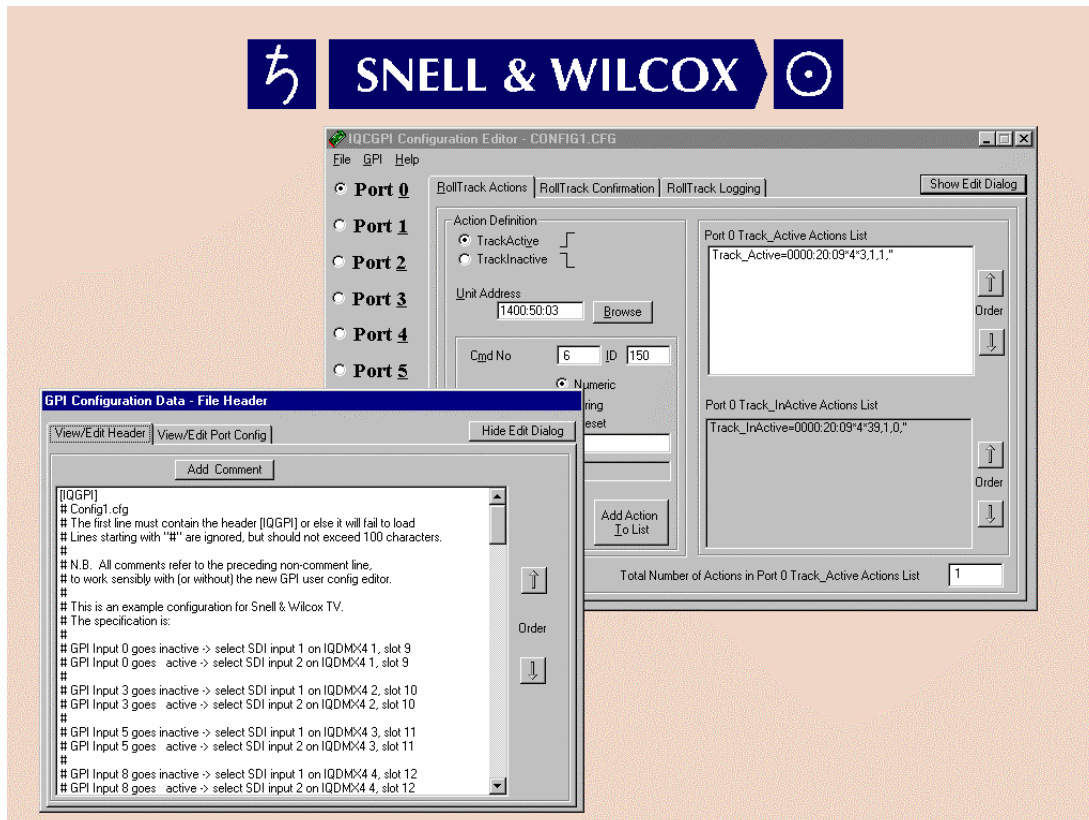 SNELL & WILCOX
IQCGPI Configuration Editor - CONFIG1.CFG
File GPI Help
Port 0
Port 1
Port 2
Port 3
Port 4
Port 5
RollTrack Actions
RollTrack Confirmation
RollTrack Logging
Show Edit Dialog
Action Definition
TrackActive
TrackInactive
Unit Address
1400:50:03
Browse
Cmd No 6 ID 150
Numeric
ring
eset
Add Action
To List
Port 0 Track_Active Actions List
Track_Active=0000:20:09*4*3,1,1,"
Order
Port 0 Track_InActive Actions List
Track_InActive=0000:20:09*4*39,1,0,"
Order
Total Number of Actions in Port 0 Track_Active Actions List 1
GPI Configuration Data - File Header
View/Edit Header
View/Edit Port Config
Hide Edit Dialog
Add Comment
[IQGPI]
# Config1.cfg
# The first line must contain the header [IQGPI] or else it will fail to load
# Lines starting with "#" are ignored, but should not exceed 100 characters.
#
# N.B. All comments refer to the preceding non-comment line,
# to work sensibly with (or without) the new GPI user config editor.
#
# This is an example configuration for Snell & Wilcox TV.
# The specification is:
#
# GPI Input 0 goes inactive -> select SDI input 1 on IQDMX4 1, slot 9
# GPI Input 0 goes active -> select SDI input 2 on IQDMX4 1, slot 9
#
# GPI Input 3 goes inactive -> select SDI input 1 on IQDMX4 2, slot 10
# GPI Input 3 goes active -> select SDI input 2 on IQDMX4 2, slot 10
#
# GPI Input 5 goes inactive -> select SDI input 1 on IQDMX4 3, slot 11
# GPI Input 5 goes active -> select SDI input 2 on IQDMX4 3, slot 11
#
# GPI Input 8 goes inactive -> select SDI input 1 on IQDMX4 4, slot 12
# GPI Input 8 goes active -> select SDI input 2 on IQDMX4 4, slot 12
Order